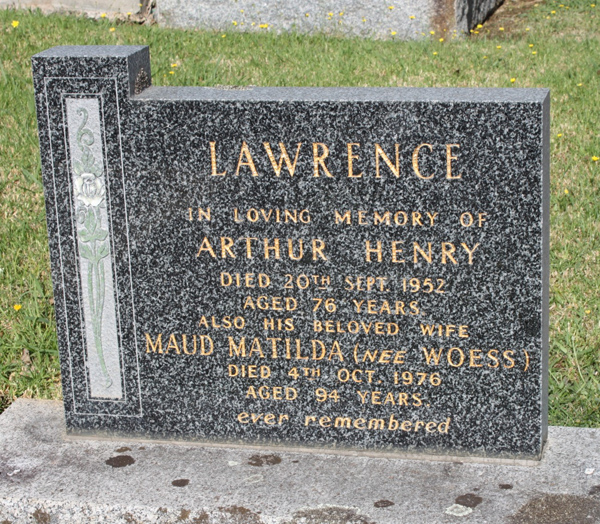 LAWRENCE
IN LOVING MEMORY OF
ARTHUR HENRY
DIED 20TH SEPT. 1952
AGED 76 YEARS.
ALSO HIS BELOVED WIFE
MAUD MATILDA (NEE WOESS)
DIED 4TH OCT. 1976
AGED 94 YEARS.
ever remembered